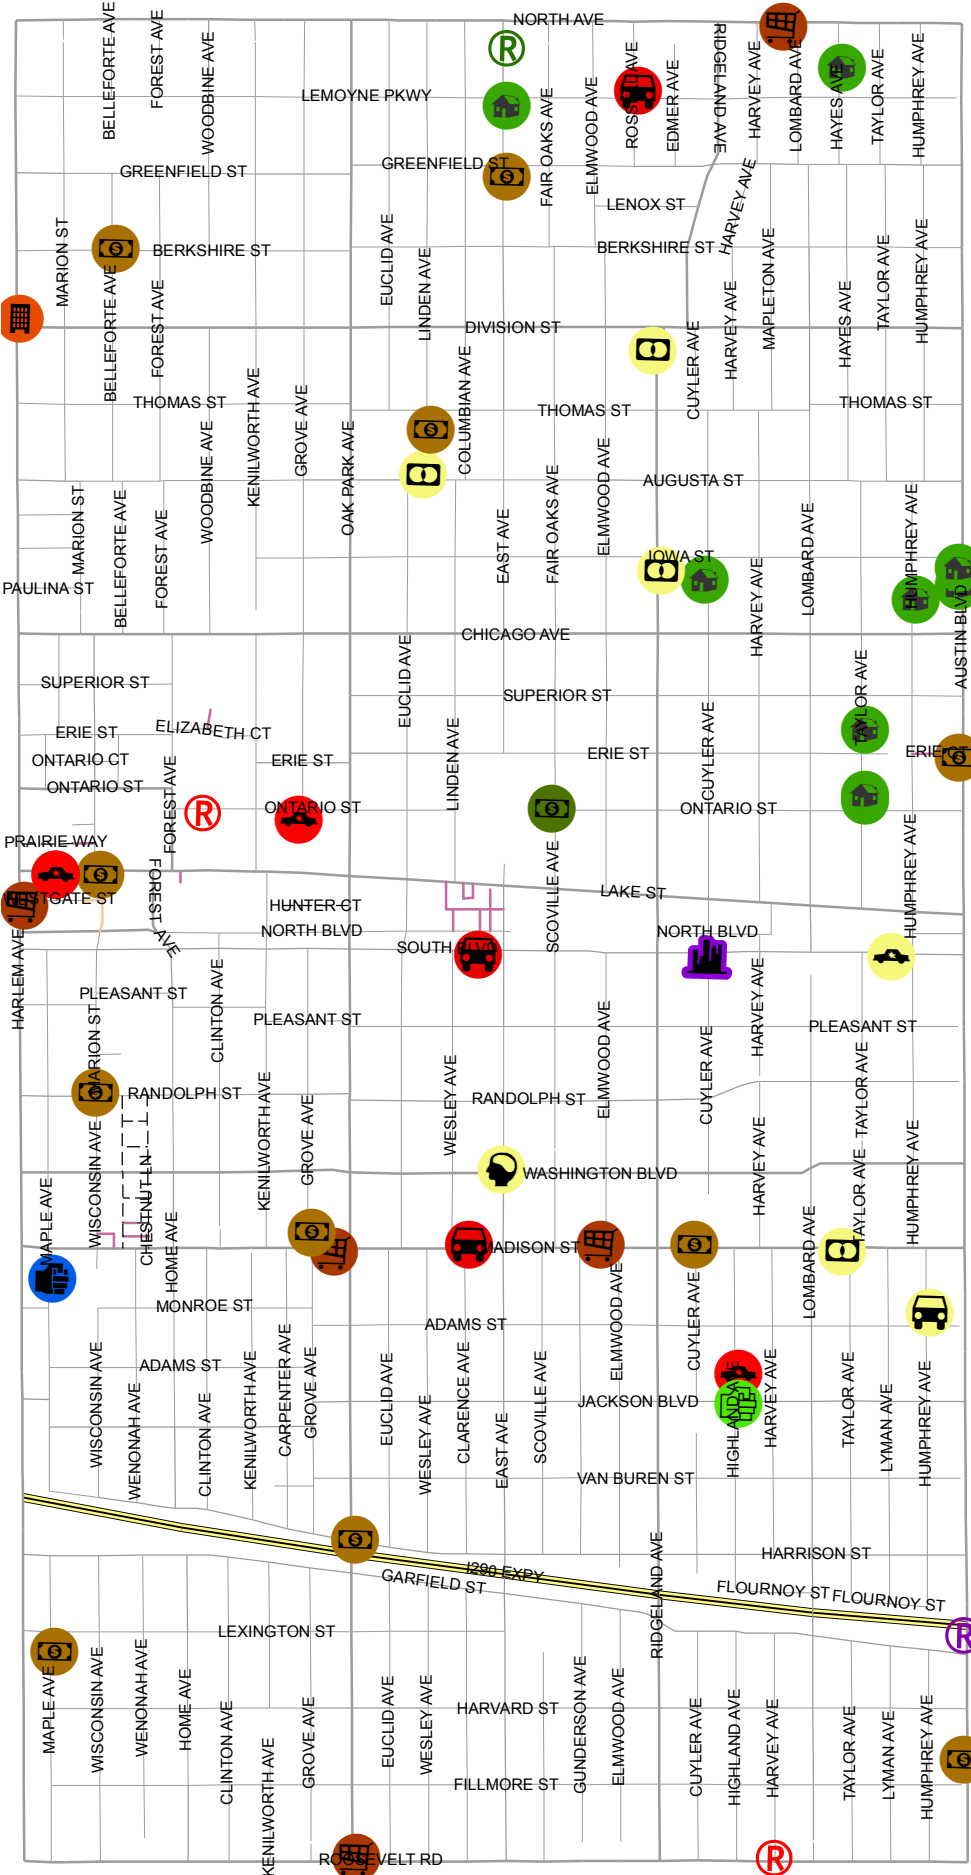 NORTH AVE
BELLEFORTE AVE
FOREST AVE
WOODBINE AVE
®
ROSS AVE
EDMER AVE
RIDGELAND AVE
HARVEY AVE
LOMBARD AVE
HAYES AVE
TAYLOR AVE
HUMPHREY AVE
LEMOYNE PKWY
FAIR OAKS AVE
ELMWOOD AVE
GREENFIELD ST
GREENFIELD ST
LENOX ST
HARVEY AVE
MARION ST
BERKSHIRE ST
BERKSHIRE ST
EUCLID AVE
LINDEN AVE
MAPLETON AVE
TAYLOR AVE
HUMPHREY AVE
BELLEFORTE AVE
FOREST AVE
HARVEY AVE
HAYES AVE
DIVISION ST
CUYLER AVE
COLUMBIAN AVE
THOMAS ST
THOMAS ST
THOMAS ST
KENILWORTH AVE
GROVE AVE
WOODBINE AVE
OAK PARK AVE
AUGUSTA ST
MARION ST
BELLEFORTE AVE
FOREST AVE
EAST AVE
FAIR OAKS AVE
ELMWOOD AVE
LOMBARD AVE
HUMPHREY AVE
IOWA ST
PAULINA ST
HARVEY AVE
AUSTIN BLVD
CHICAGO AVE
EUCLID AVE
SUPERIOR ST
SUPERIOR ST
TAYLOR AVE
ERIE ST
ELIZABETH CT
ERIE ST
ERIE ST
ERIE CT
ONTARIO CT
LINDEN AVE
CUYLER AVE
ONTARIO ST
FOREST AVE
®
ONTARIO ST
ONTARIO ST
PRAIRIE WAY
SCOVILLE AVE
HUMPHREY AVE
LAKE ST
FOREST AVE
HUNTER CT
NORTH BLVD
NORTH BLVD
SOUTH BLVD
HARLEM AVE
CLINTON AVE
HARVEY AVE
PLEASANT ST
PLEASANT ST
PLEASANT ST
MARION ST
ELMWOOD AVE
CUYLER AVE
TAYLOR AVE
RANDOLPH ST
RANDOLPH ST
WESLEY AVE
KENILWORTH AVE
GROVE AVE
WISCONSIN AVE
HARVEY AVE
HUMPHREY AVE
WASHINGTON BLVD
CHESTNUT LN
TAYLOR AVE
MAPLE AVE
HOME AVE
LOMBARD AVE
MADISON ST
ELMWOOD AVE
CUYLER AVE
MONROE ST
ADAMS ST
ADAMS ST
WISCONSIN AVE
CARPENTER AVE
GROVE AVE
EUCLID AVE
CLARENCE AVE
SCOVILLE AVE
HIGHLAND AVE
HARVEY AVE
TAYLOR AVE
HUMPHREY AVE
WENONAH AVE
CLINTON AVE
KENILWORTH AVE
WESLEY AVE
EAST AVE
JACKSON BLVD
LYMAN AVE
VAN BUREN ST
RIDGELAND AVE
HARRISON ST
I290 EXPY
GARFIELD ST
FLOURNOY ST
FLOURNOY ST
LEXINGTON ST
®
MAPLE AVE
WISCONSIN AVE
WENONAH AVE
HOME AVE
CLINTON AVE
KENILWORTH AVE
GROVE AVE
EUCLID AVE
WESLEY AVE
HARVARD ST
GUNDERSON AVE
ELMWOOD AVE
CUYLER AVE
HIGHLAND AVE
HARVEY AVE
TAYLOR AVE
LYMAN AVE
HUMPHREY AVE
FILLMORE ST
ROOSEVELT RD
®